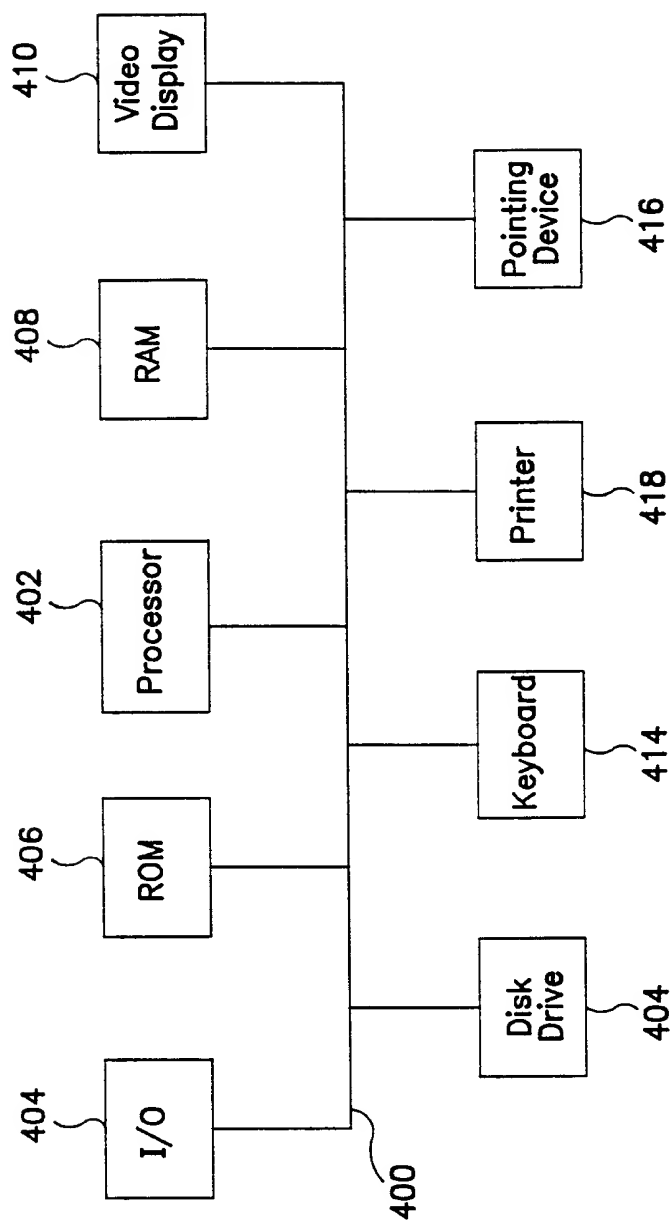 404
406
402
408
410
I/O
ROM
Processor
RAM
Video
Display
400
Disk
Drive
Keyboard
Printer
Pointing
Device
404
414
418
416